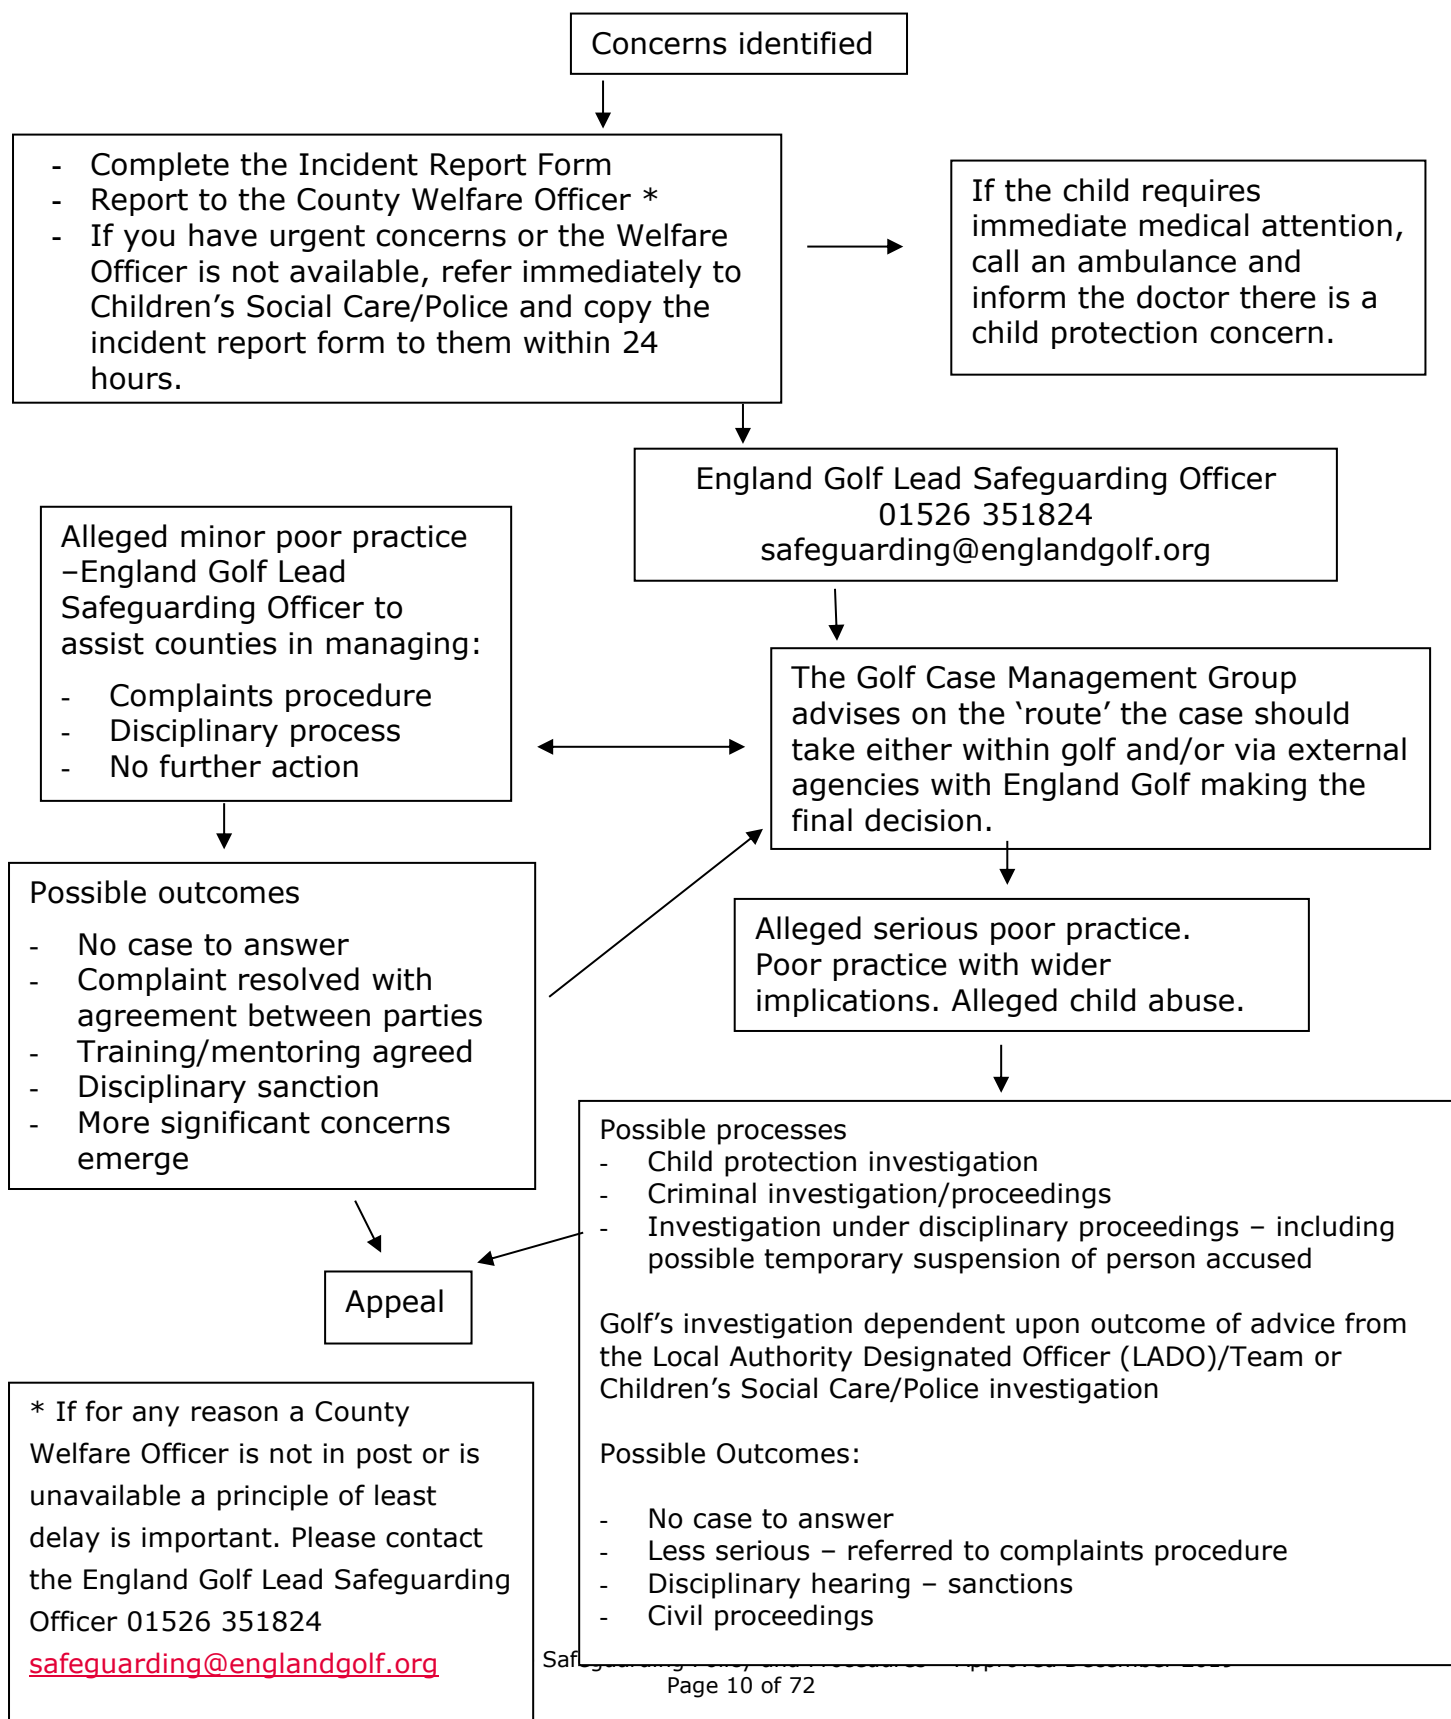 Concerns identified
- Complete the Incident Report Form
- Report to the County Welfare Officer *
- If you have urgent concerns or the Welfare
Officer is not available, refer immediately to
Children’s Social Care/Police and copy the
incident report form to them within 24
hours.
If the child requires
immediate medical attention,
call an ambulance and
inform the doctor there is a
child protection concern.
England Golf Lead Safeguarding Officer
01526 351824
safeguarding@englandgolf.org
Alleged minor poor practice
–England Golf Lead
Safeguarding Officer to
assist counties in managing:
- Complaints procedure
- Disciplinary process
- No further action
The Golf Case Management Group
advises on the ‘route’ the case should
take either within golf and/or via external
agencies with England Golf making the
final decision.
Possible outcomes
- No case to answer
- Complaint resolved with
agreement between parties
- Training/mentoring agreed
- Disciplinary sanction
- More significant concerns
emerge
Alleged serious poor practice.
Poor practice with wider
implications. Alleged child abuse.
Possible processes
- Child protection investigation
- Criminal investigation/proceedings
- Investigation under disciplinary proceedings – including
possible temporary suspension of person accused
Golf’s investigation dependent upon outcome of advice from
the Local Authority Designated Officer (LADO)/Team or
Children’s Social Care/Police investigation
Possible Outcomes:
- No case to answer
- Less serious – referred to complaints procedure
- Disciplinary hearing – sanctions
- Civil proceedings
Appeal
* If for any reason a County
Welfare Officer is not in post or is
unavailable a principle of least
delay is important. Please contact
the England Golf Lead Safeguarding
Officer 01526 351824
safeguarding@englandgolf.org
Safeguarding Policy and Procedures – Approved December
Page 10 of 72